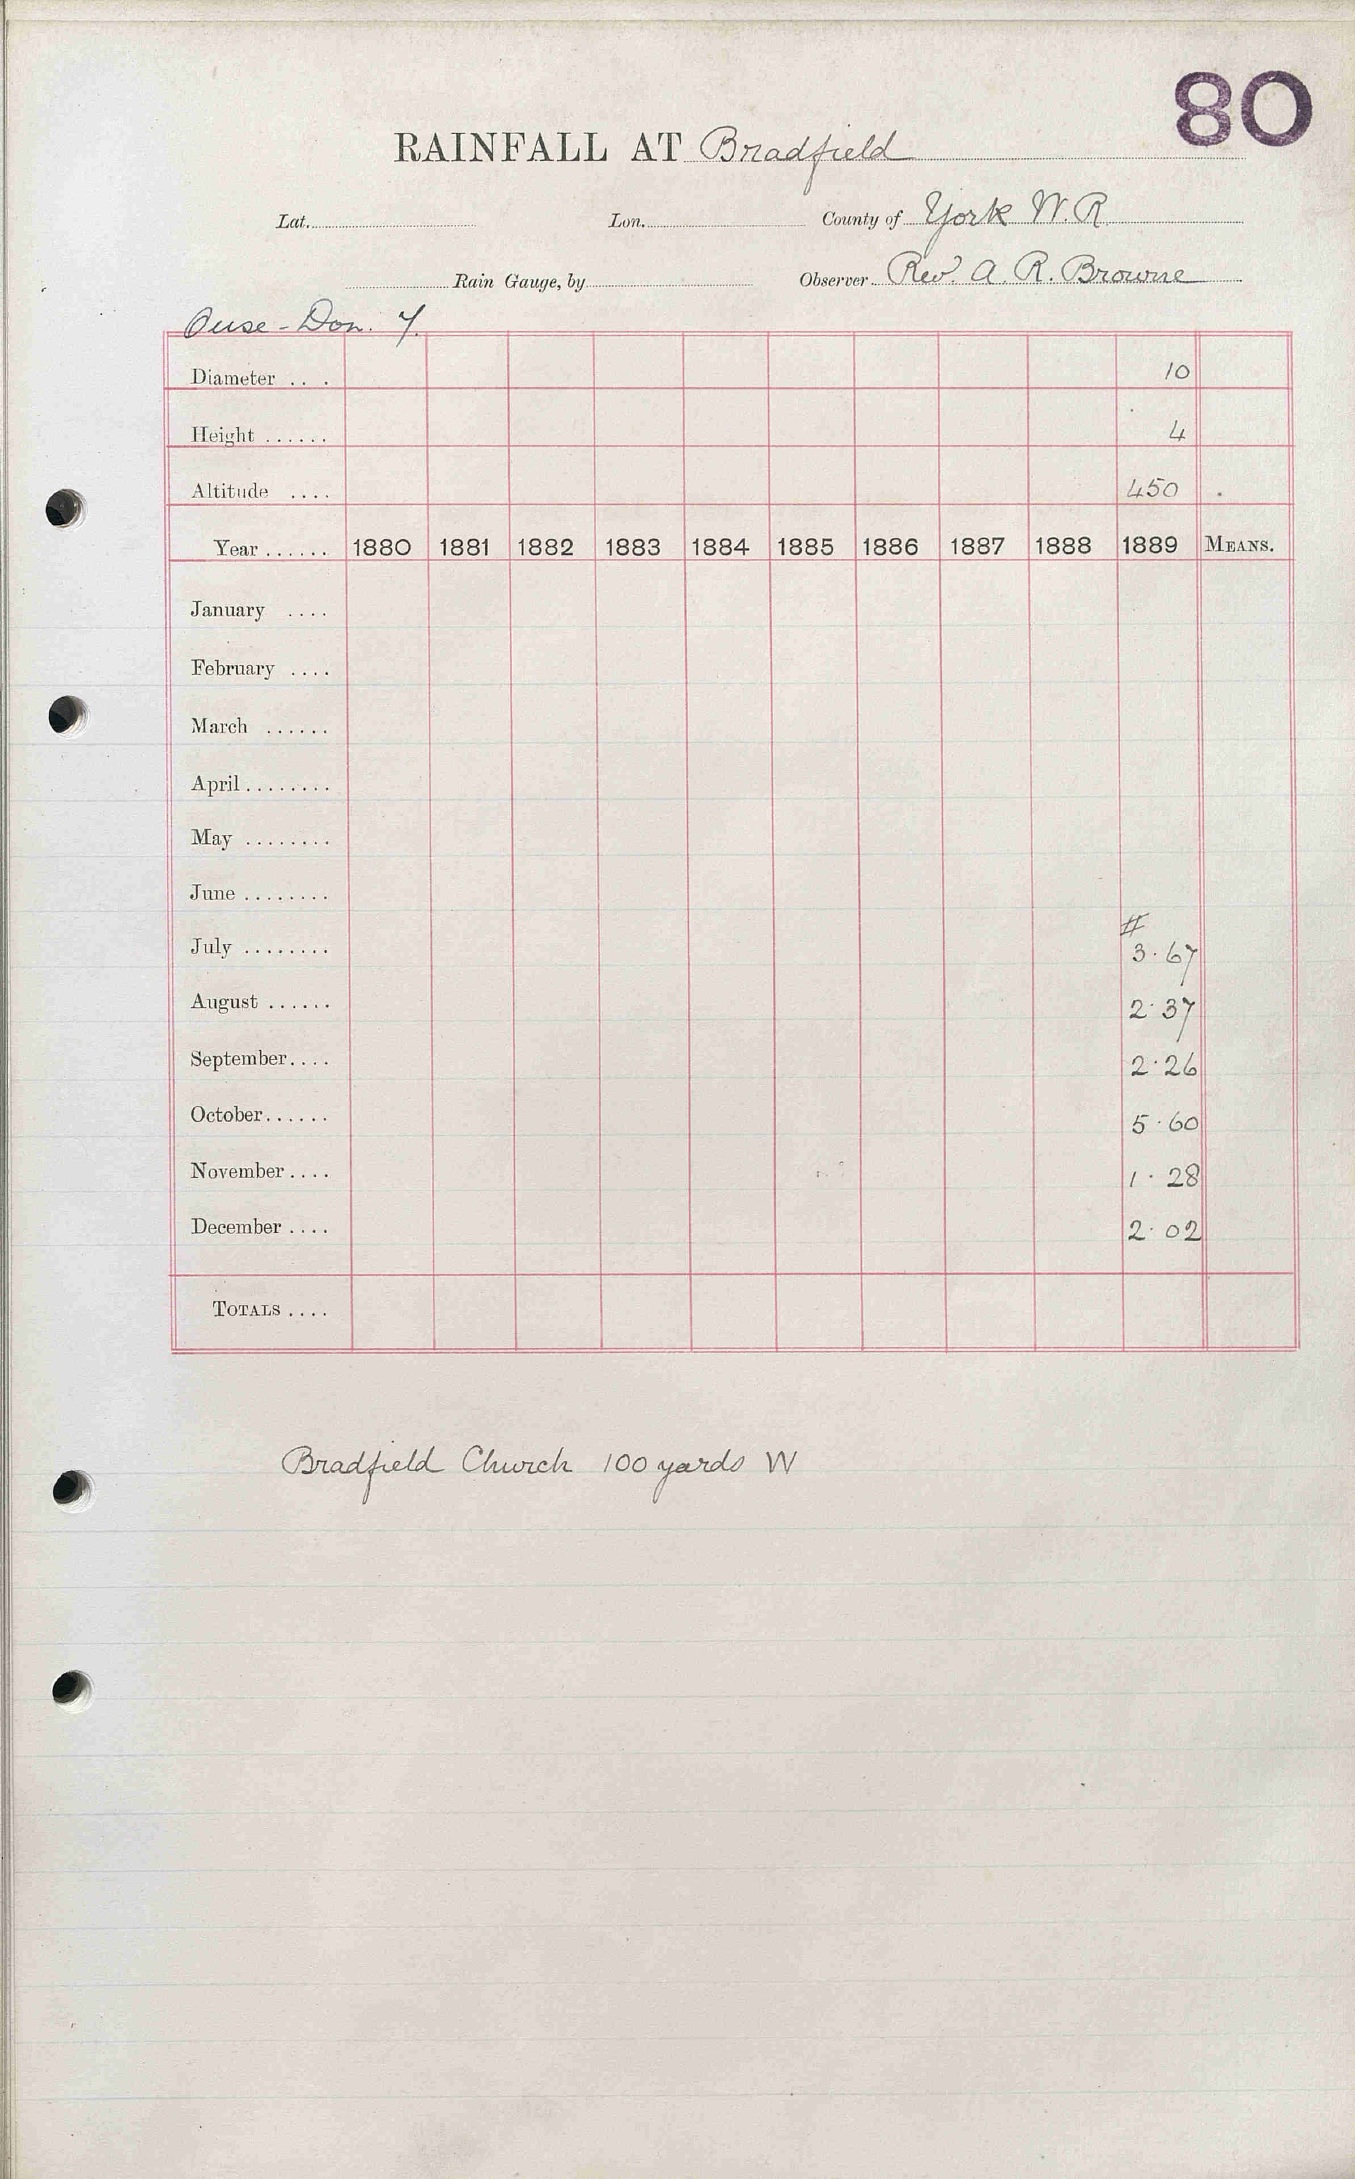 80
RAINFALL AT Bradfield
Lat. Lon. County of York W.R.
Rain Gauge, by Observer Rev. A. R. Browne
Ouse - Don. 7.
Diameter ... 10
Height ...... 4
Altitude .... 450
Year ...... 1880 1881 1882 1883 1884 1885 1886 1887 1888 1889 MEANS.
January ....
February ....
March ......
April ........
May ........
June ........
#
July ........ 3.67
August ...... 2.37
September .... 2.26
October ...... 5.60
November .... 1.28
December .... 2.02
TOTALS ....
Bradfield Church 100 yards W